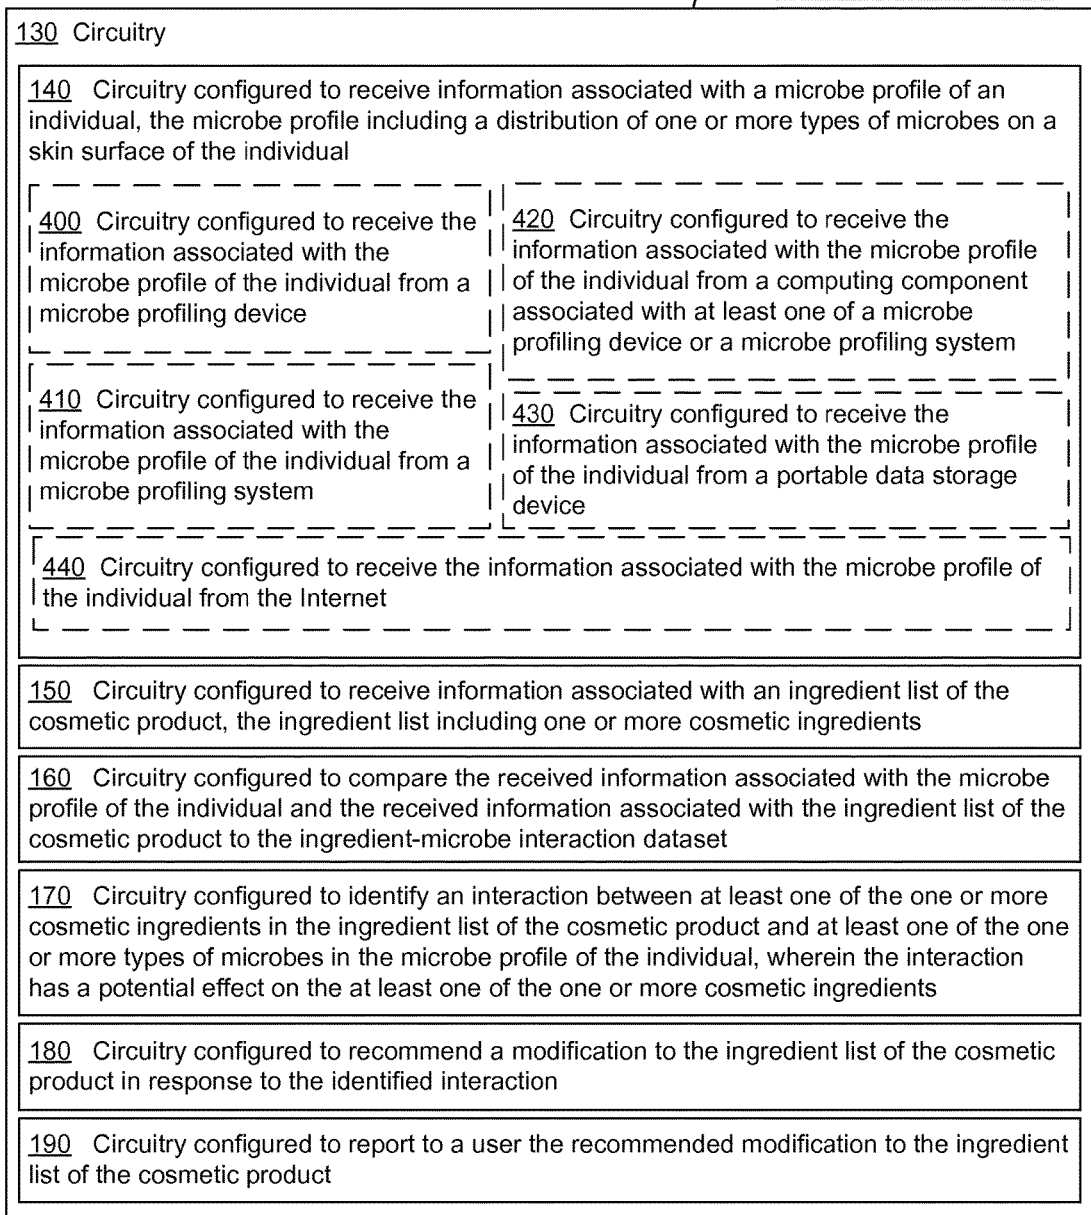 130 Circuitry
140 Circuitry configured to receive information associated with a microbe profile of an
individual, the microbe profile including a distribution of one or more types of microbes on a
skin surface of the individual
400 Circuitry configured to receive the
information associated with the
microbe profile of the individual from a
microbe profiling device
420 Circuitry configured to receive the
information associated with the microbe profile
of the individual from a computing component
associated with at least one of a microbe
profiling device or a microbe profiling system
410 Circuitry configured to receive the
information associated with the
microbe profile of the individual from a
microbe profiling system
430 Circuitry configured to receive the
information associated with the microbe profile
of the individual from a portable data storage
device
440 Circuitry configured to receive the information associated with the microbe profile of
the individual from the Internet
150 Circuitry configured to receive information associated with an ingredient list of the
cosmetic product, the ingredient list including one or more cosmetic ingredients
160 Circuitry configured to compare the received information associated with the microbe
profile of the individual and the received information associated with the ingredient list of the
cosmetic product to the ingredient-microbe interaction dataset
170 Circuitry configured to identify an interaction between at least one of the one or more
cosmetic ingredients in the ingredient list of the cosmetic product and at least one of the one
or more types of microbes in the microbe profile of the individual, wherein the interaction
has a potential effect on the at least one of the one or more cosmetic ingredients
180 Circuitry configured to recommend a modification to the ingredient list of the cosmetic
product in response to the identified interaction
190 Circuitry configured to report to a user the recommended modification to the ingredient
list of the cosmetic product